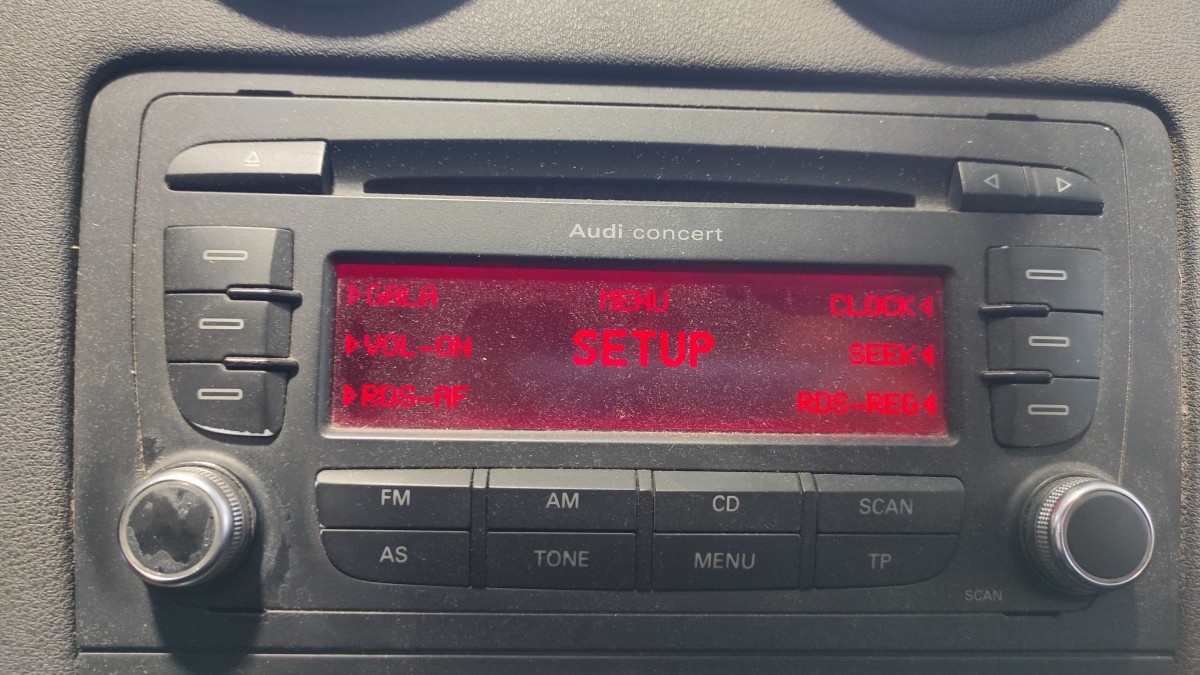 Audi concert
GALA MENU CLOCK
VOL-ON SETUP SEEK
RDS-AF RDS-REG
FM AM CD SCAN
AS TONE MENU TP
SCAN